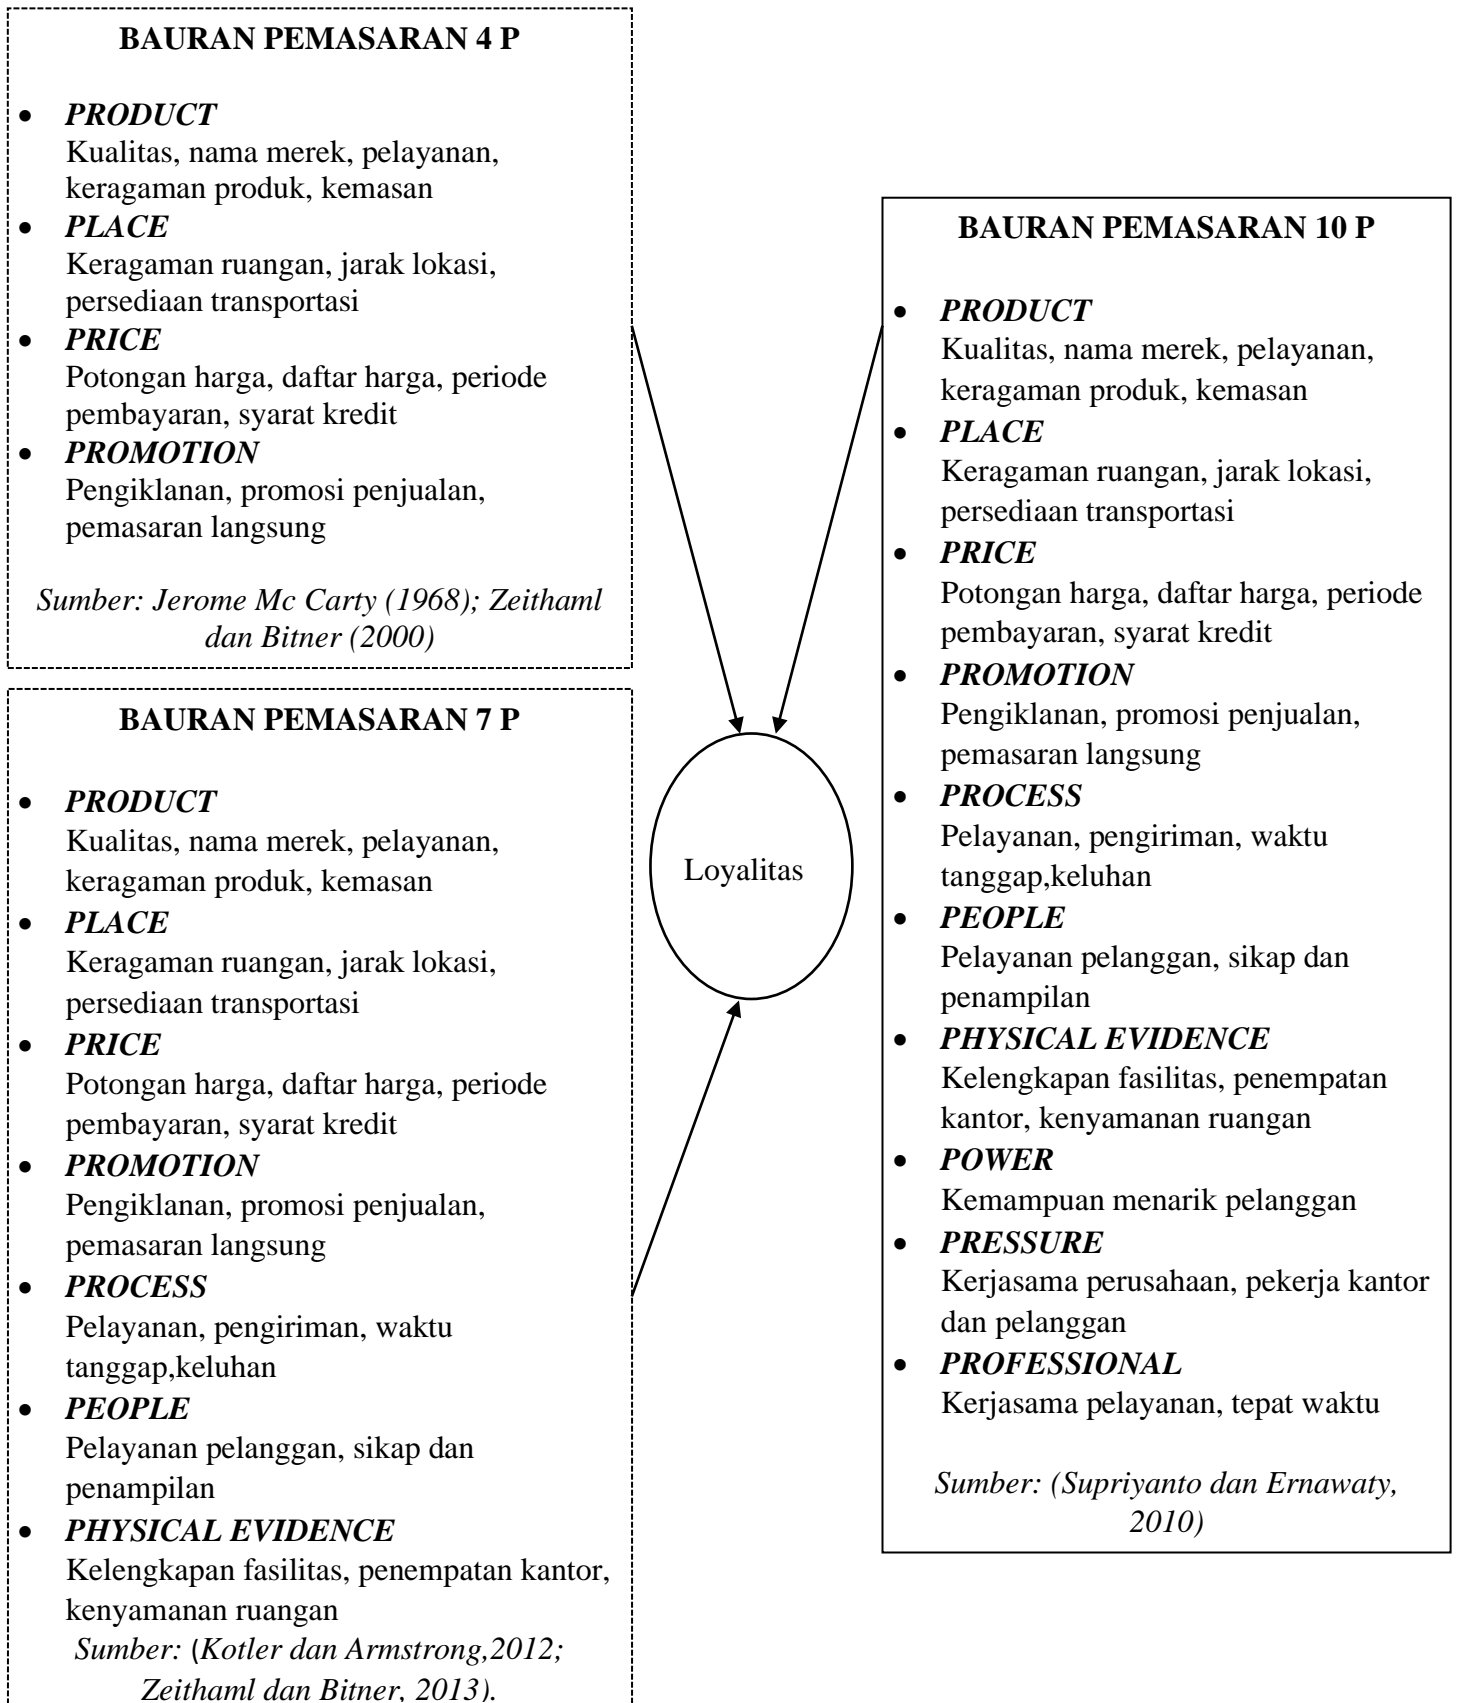 BAURAN PEMASARAN 4 P
• PRODUCT
Kualitas, nama merek, pelayanan,
keragaman produk, kemasan
• PLACE
Keragaman ruangan, jarak lokasi,
persediaan transportasi
• PRICE
Potongan harga, daftar harga, periode
pembayaran, syarat kredit
• PROMOTION
Pengiklanan, promosi penjualan,
pemasaran langsung
Sumber: Jerome Mc Carty (1968); Zeithaml
dan Bitner (2000)
BAURAN PEMASARAN 7 P
• PRODUCT
Kualitas, nama merek, pelayanan,
keragaman produk, kemasan
• PLACE
Keragaman ruangan, jarak lokasi,
persediaan transportasi
• PRICE
Potongan harga, daftar harga, periode
pembayaran, syarat kredit
• PROMOTION
Pengiklanan, promosi penjualan,
pemasaran langsung
• PROCESS
Pelayanan, pengiriman, waktu
tanggap,keluhan
• PEOPLE
Pelayanan pelanggan, sikap dan
penampilan
• PHYSICAL EVIDENCE
Kelengkapan fasilitas, penempatan kantor,
kenyamanan ruangan
Sumber: (Kotler dan Armstrong,2012;
Zeithaml dan Bitner, 2013).
Loyalitas
BAURAN PEMASARAN 10 P
• PRODUCT
Kualitas, nama merek, pelayanan,
keragaman produk, kemasan
• PLACE
Keragaman ruangan, jarak lokasi,
persediaan transportasi
• PRICE
Potongan harga, daftar harga, periode
pembayaran, syarat kredit
• PROMOTION
Pengiklanan, promosi penjualan,
pemasaran langsung
• PROCESS
Pelayanan, pengiriman, waktu
tanggap,keluhan
• PEOPLE
Pelayanan pelanggan, sikap dan
penampilan
• PHYSICAL EVIDENCE
Kelengkapan fasilitas, penempatan
kantor, kenyamanan ruangan
• POWER
Kemampuan menarik pelanggan
• PRESSURE
Kerjasama perusahaan, pekerja kantor
dan pelanggan
• PROFESSIONAL
Kerjasama pelayanan, tepat waktu
Sumber: (Supriyanto dan Ernawaty,
2010)